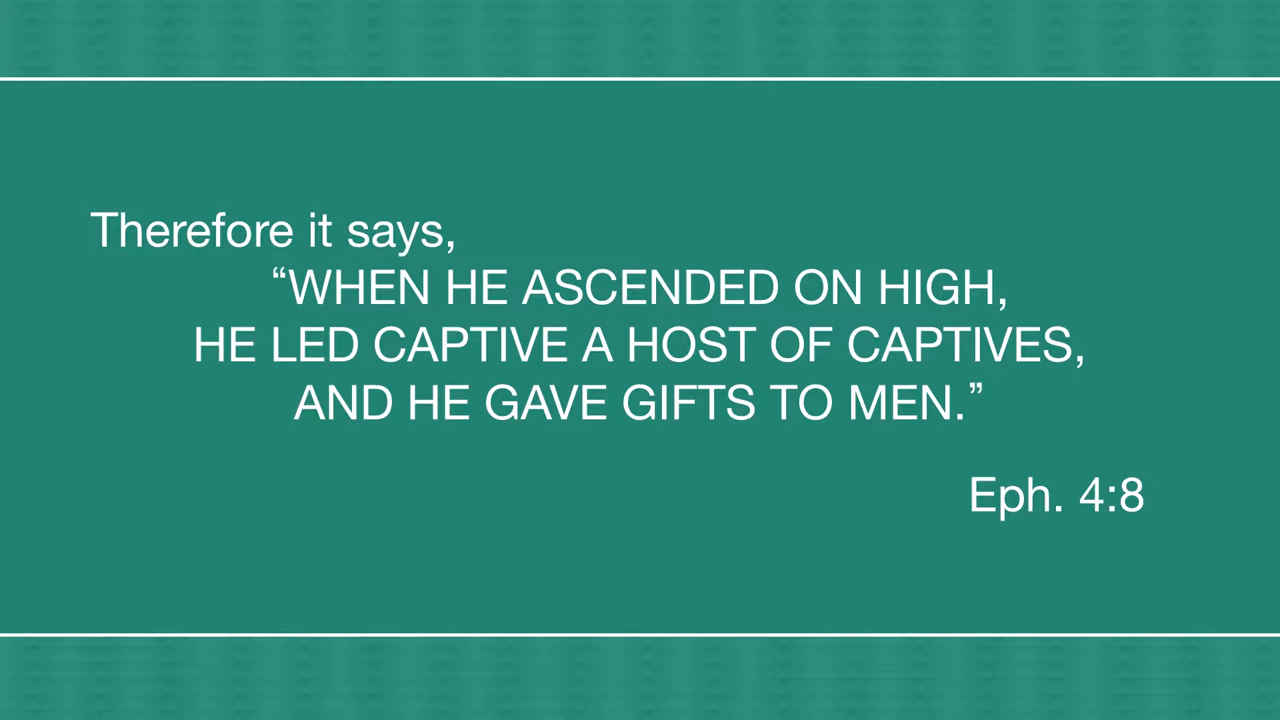 Therefore it says,
“WHEN HE ASCENDED ON HIGH,
HE LED CAPTIVE A HOST OF CAPTIVES,
AND HE GAVE GIFTS TO MEN.”
Eph. 4:8